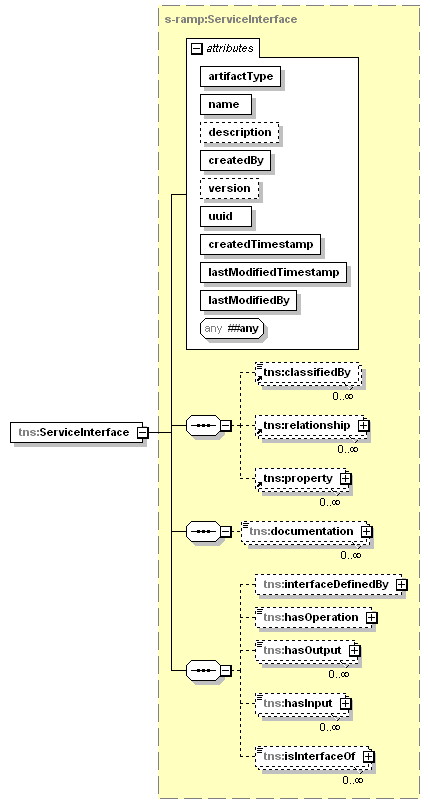 s-ramp:ServiceInterface
attributes
artifactType
name
description
createdBy
version
uuid
createdTimestamp
lastModifiedTimestamp
lastModifiedBy
any ##any
tns:classifiedBy
0..∞
tns:ServiceInterface
tns:relationship
0..∞
tns:property
0..∞
tns:documentation
0..∞
tns:interfaceDefinedBy
tns:hasOperation
tns:hasOutput
0..∞
tns:hasInput
0..∞
tns:isInterfaceOf
0..∞